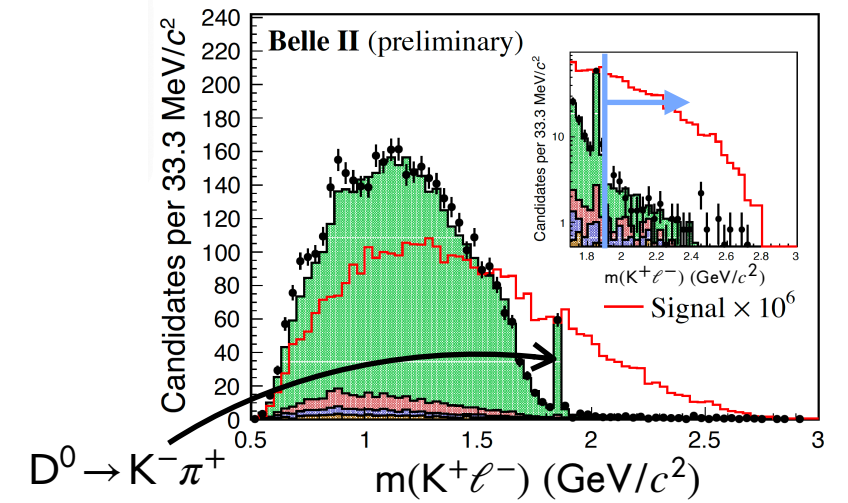 Belle II (preliminary)
Candidates per 33.3 MeV/c²
240
220
200
180
160
140
120
100
80
60
40
20
0
0.5 1 1.5 2 2.5 3
m(K⁺ℓ⁻) (GeV/c²)
Candidates per 33.3 MeV/c²
10
1
1.8 2 2.2 2.4 2.6 2.8 3
m(K⁺ℓ⁻) (GeV/c²)
Signal × 10⁶
D⁰→K⁻π⁺